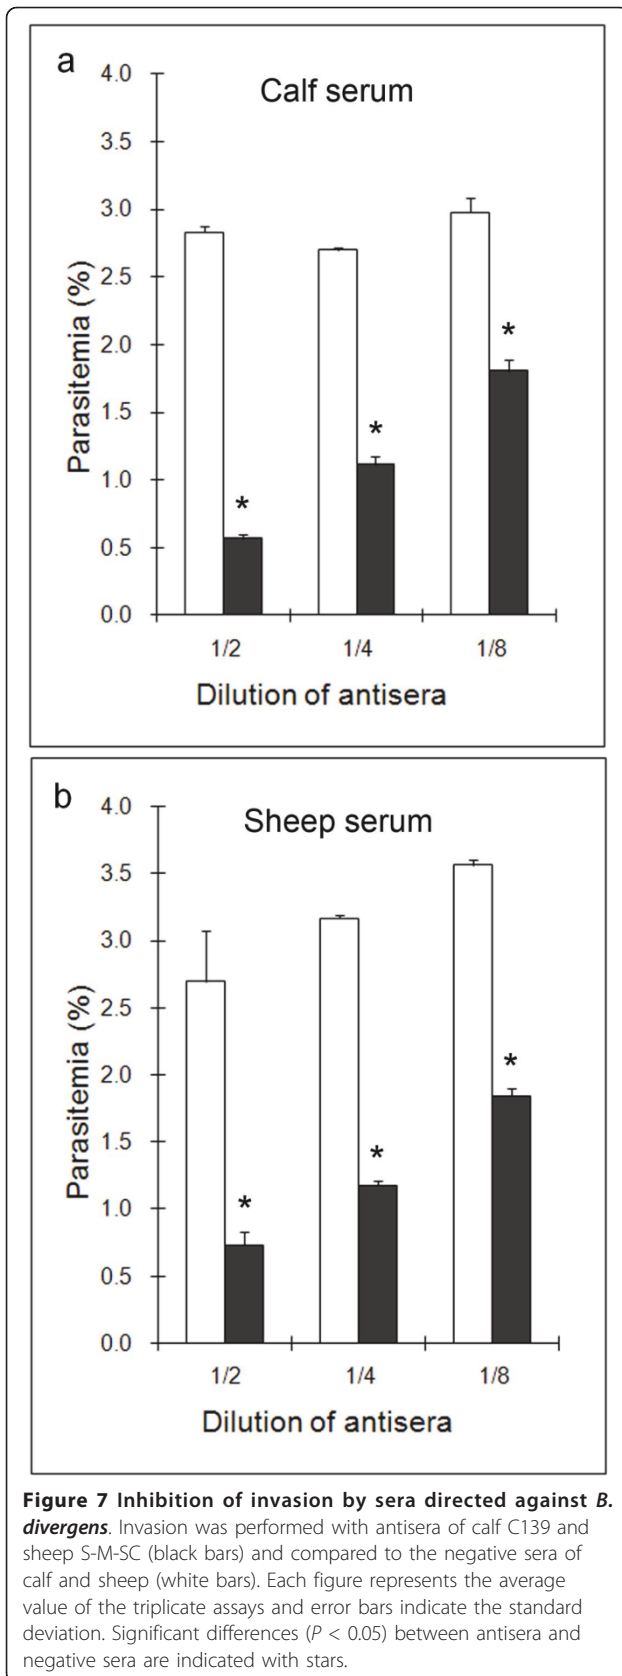 a
Calf serum
4.0
3.5
3.0
2.5
2.0
1.5
1.0
0.5
0.0
Parasitemia (%)
*
*
*
1/2 1/4 1/8
Dilution of antisera
b
Sheep serum
4.0
3.5
3.0
2.5
2.0
1.5
1.0
0.5
0.0
Parasitemia (%)
*
*
*
1/2 1/4 1/8
Dilution of antisera
Figure 7 Inhibition of invasion by sera directed against B.
divergens. Invasion was performed with antisera of calf C139 and
sheep S-M-SC (black bars) and compared to the negative sera of
calf and sheep (white bars). Each figure represents the average
value of the triplicate assays and error bars indicate the standard
deviation. Significant differences (P < 0.05) between antisera and
negative sera are indicated with stars.